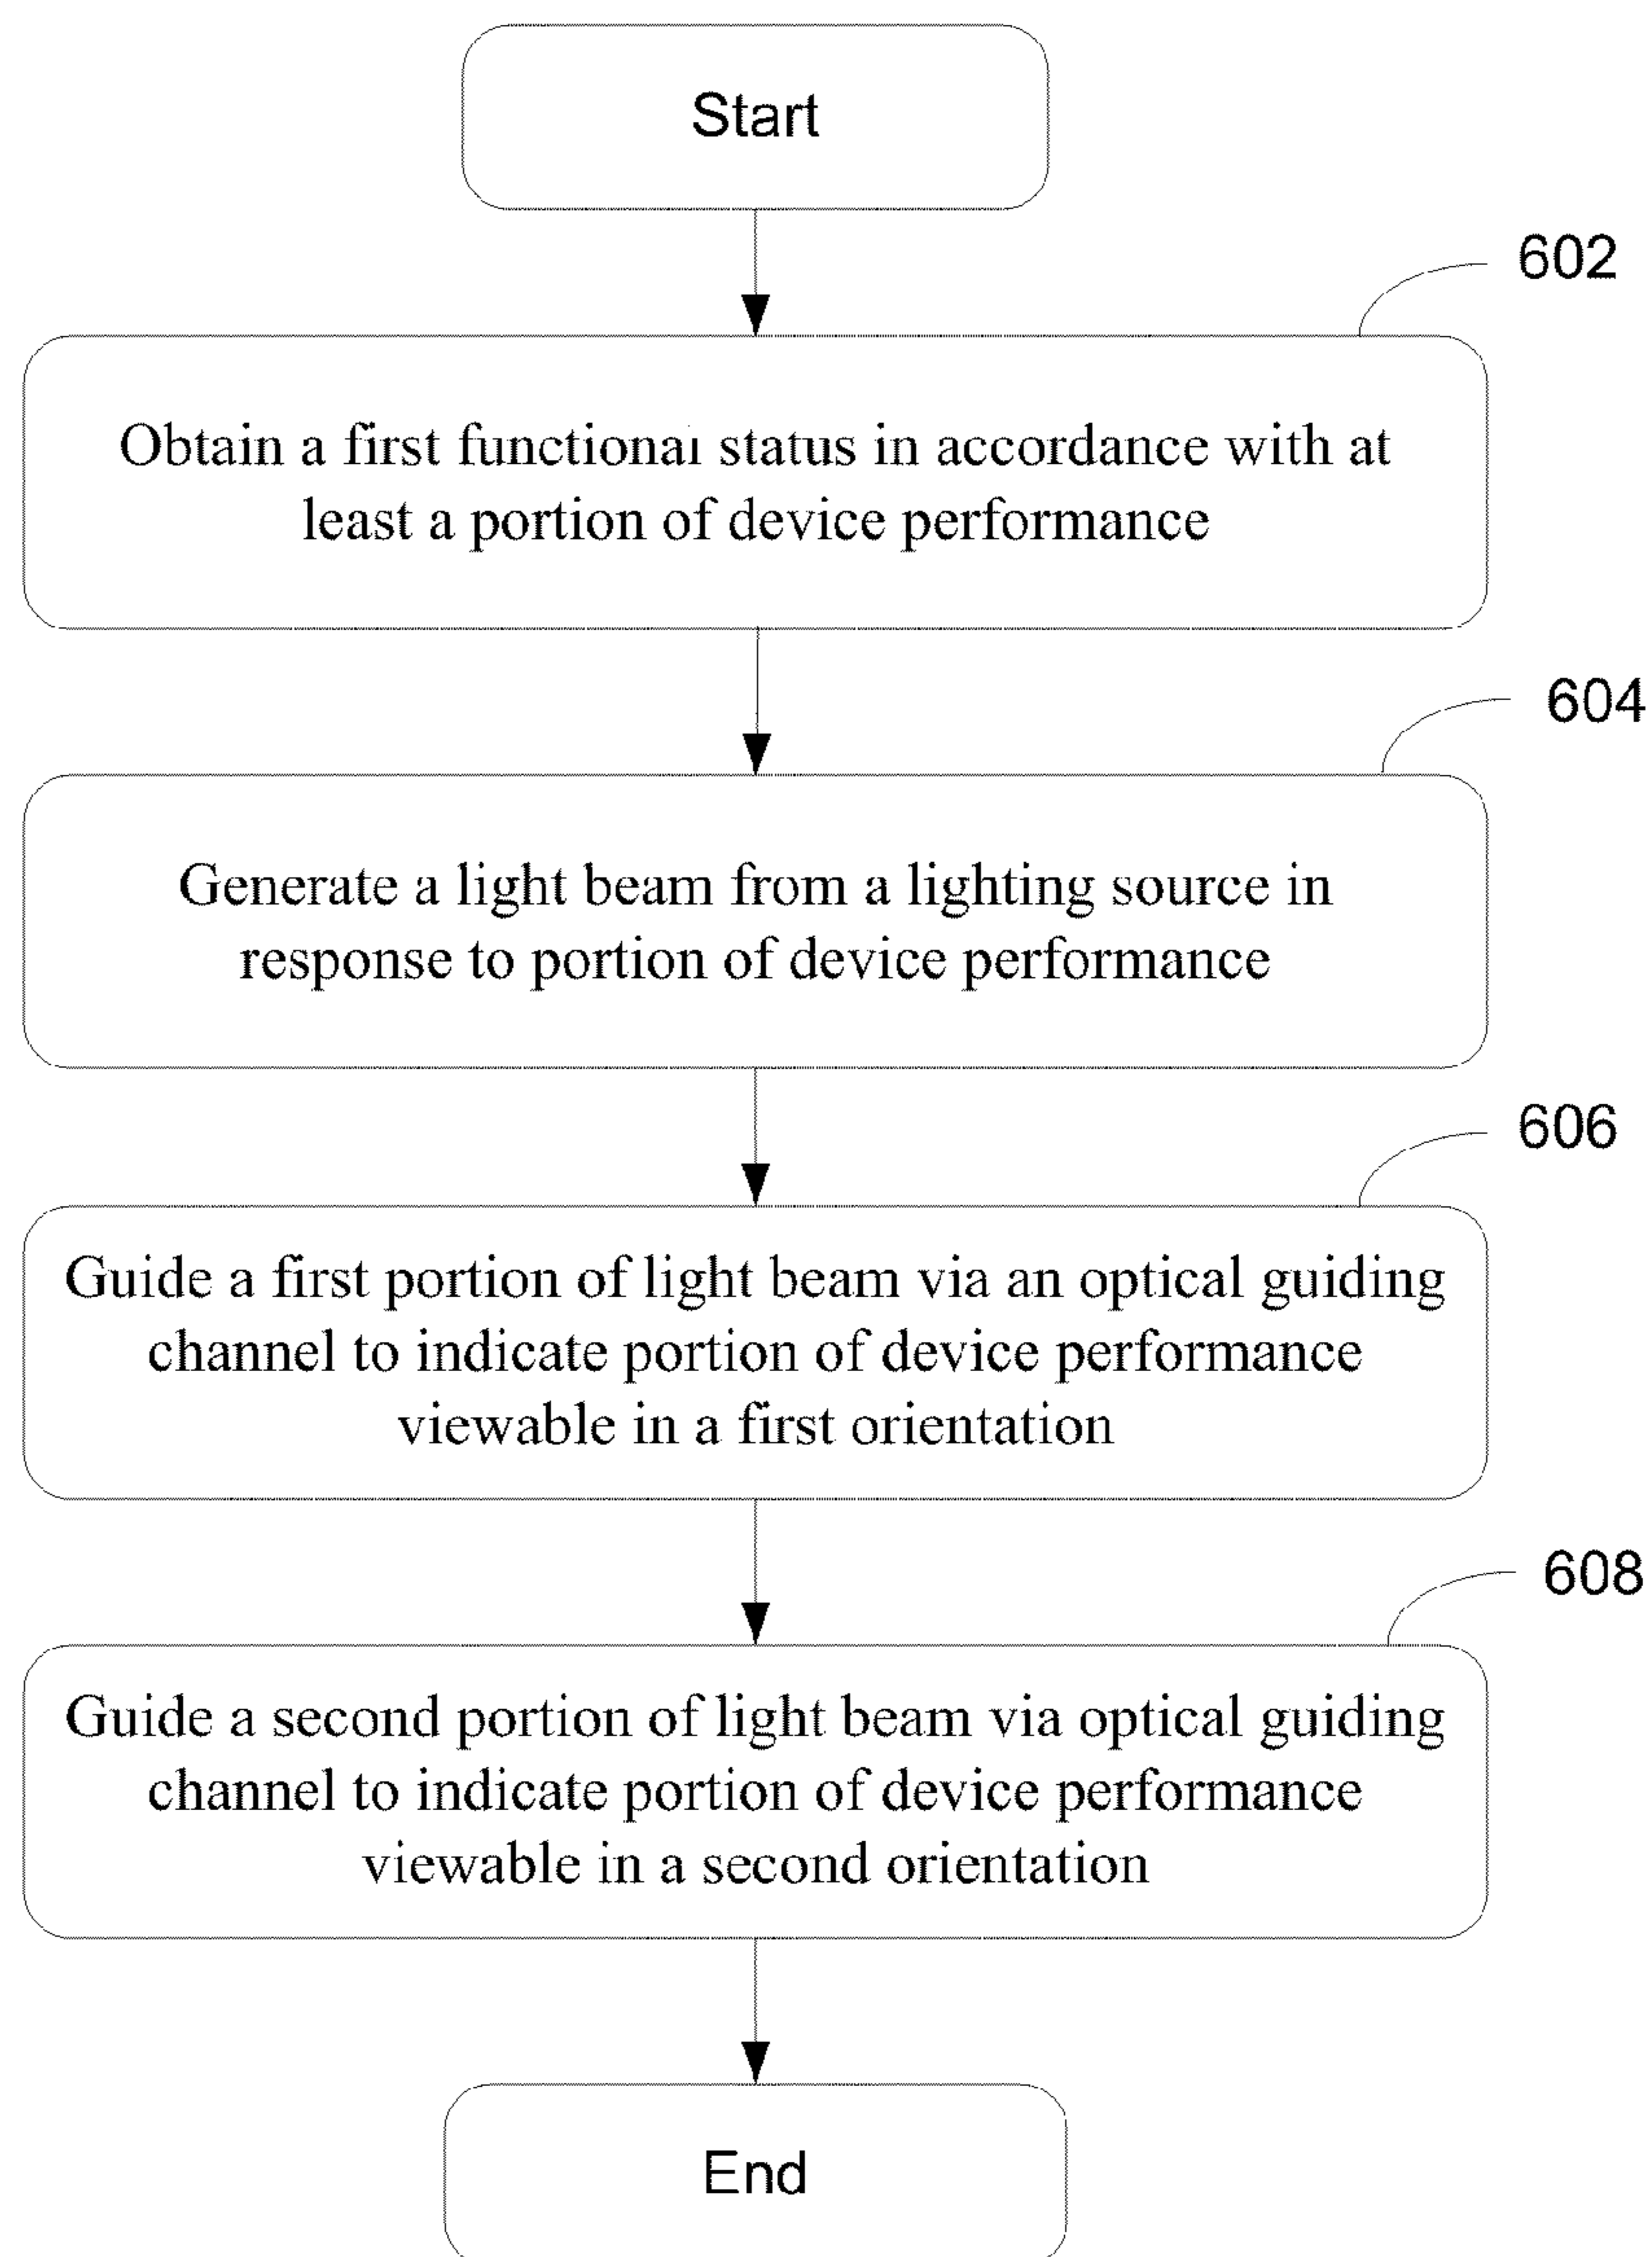 Start
602
Obtain a first functional status in accordance with at
least a portion of device performance
604
Generate a light beam from a lighting source in
response to portion of device performance
606
Guide a first portion of light beam via an optical guiding
channel to indicate portion of device performance
viewable in a first orientation
608
Guide a second portion of light beam via optical guiding
channel to indicate portion of device performance
viewable in a second orientation
End